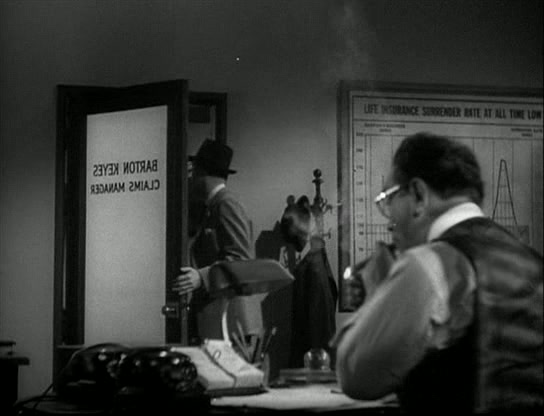 BARTON KEYES
CLAIMS MANAGER
LIFE INSURANCE SURRENDER RATE AT ALL TIME LOW